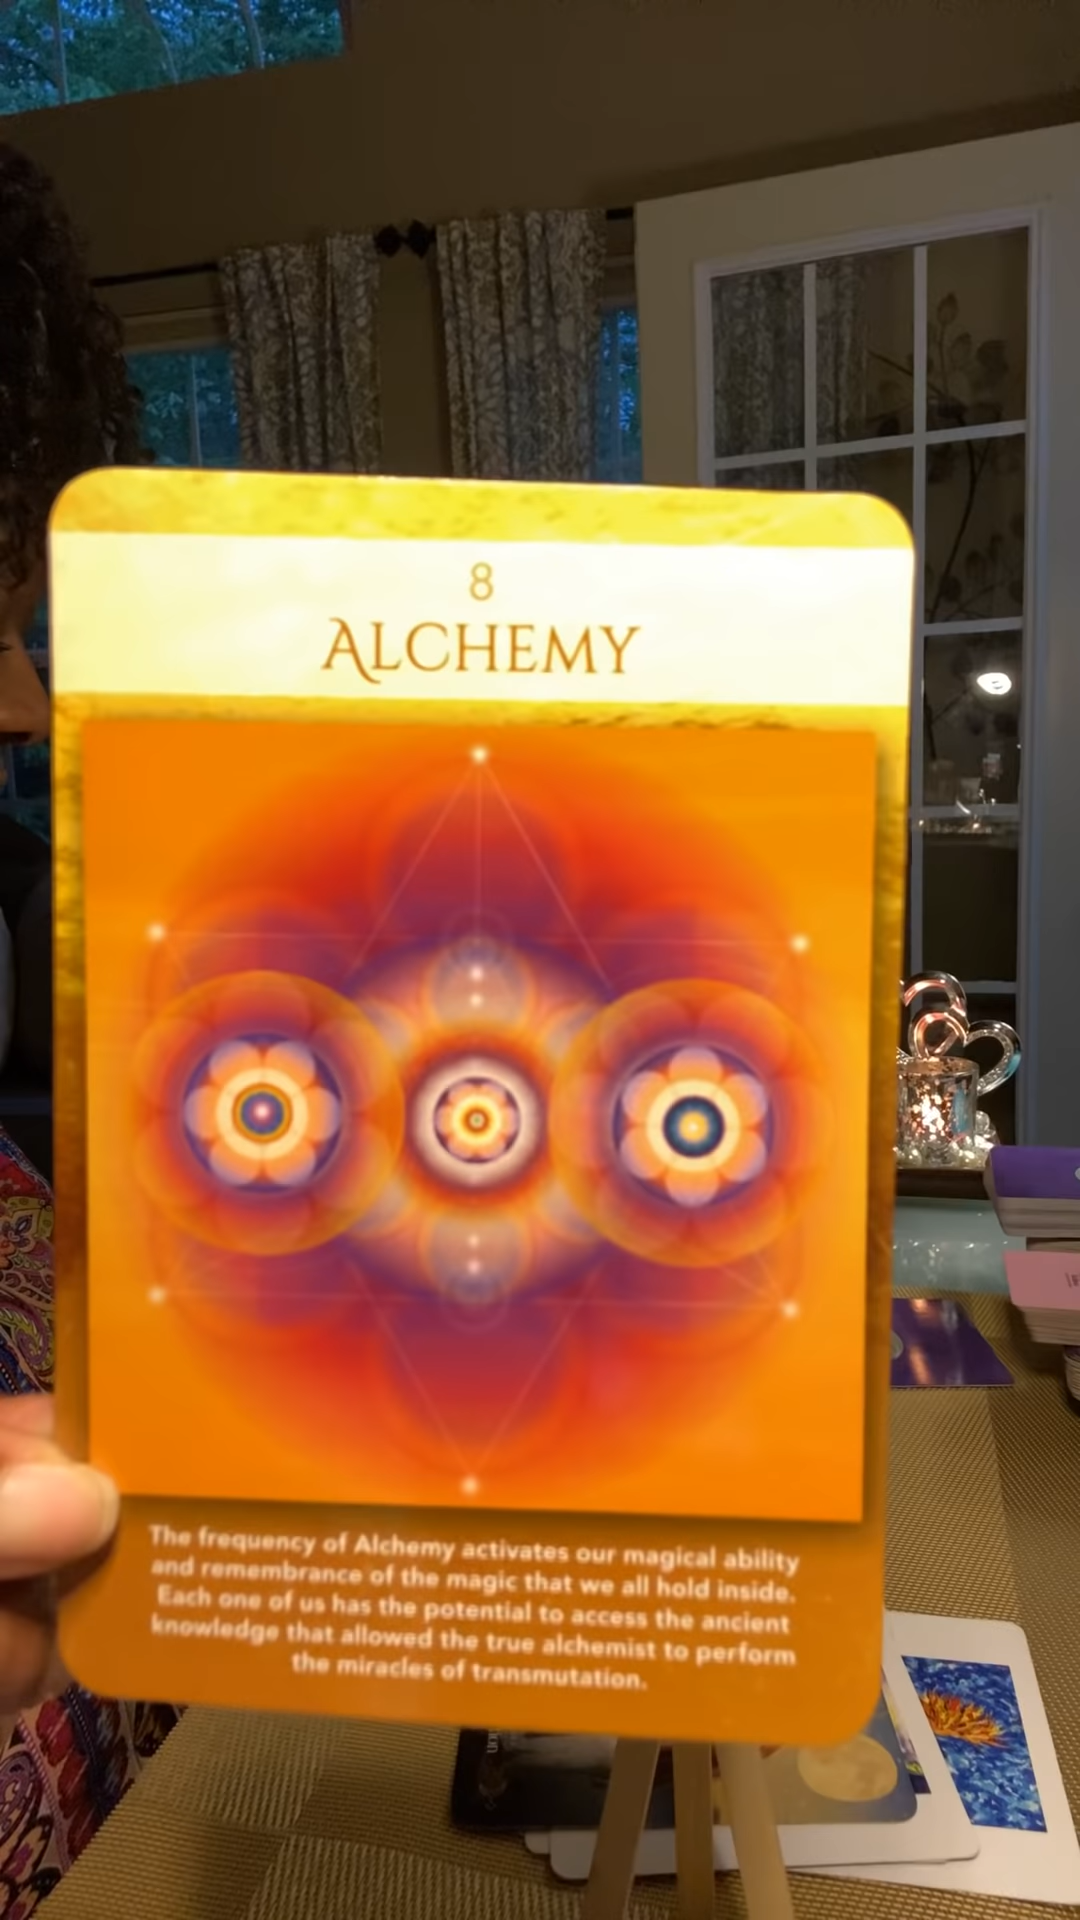 8
ALCHEMY
The frequency of Alchemy activates our magical ability
and remembrance of the magic that we all hold inside.
Each one of us has the potential to access the ancient
knowledge that allowed the true alchemist to perform
the miracles of transmutation.